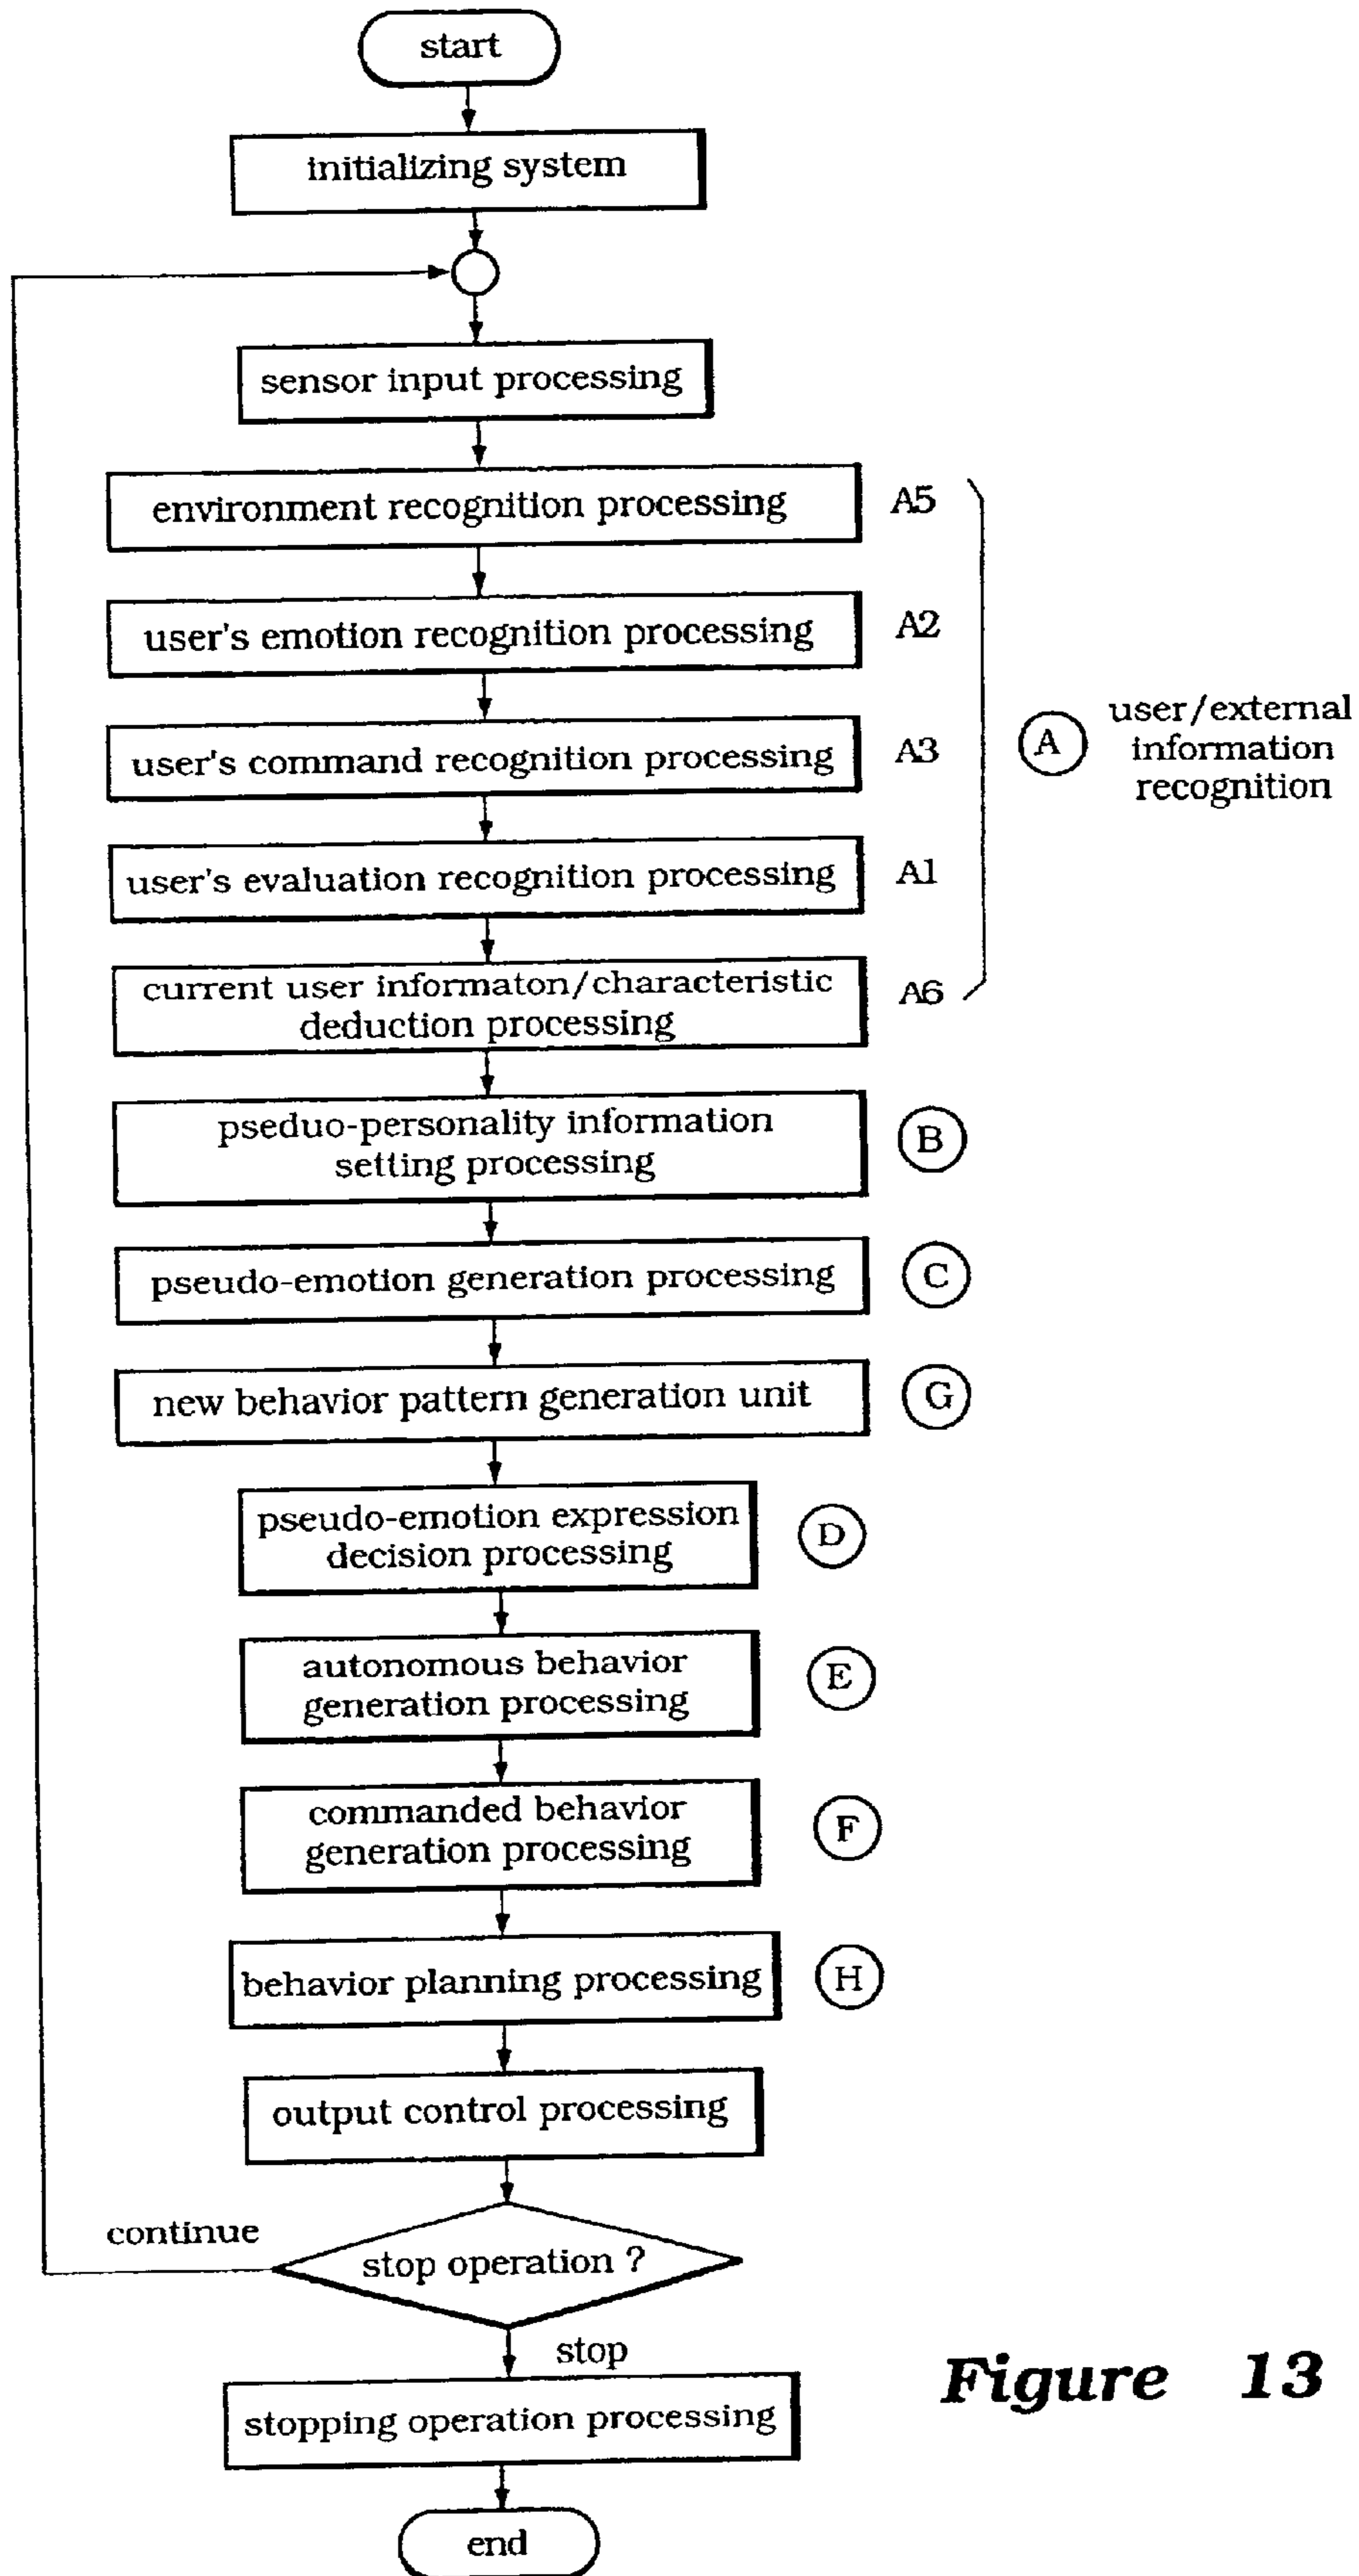 start
initializing system
sensor input processing
environment recognition processing
A5
user's emotion recognition processing
A2
user's command recognition processing
A3
user's evaluation recognition processing
A1
current user informaton/characteristic
deduction processing
A6
A
user/external
information
recognition
pseduo-personality information
setting processing
B
pseudo-emotion generation processing
C
new behavior pattern generation unit
G
pseudo-emotion expression
decision processing
D
autonomous behavior
generation processing
E
commanded behavior
generation processing
F
behavior planning processing
H
output control processing
continue
stop operation ?
stop
stopping operation processing
end
Figure 13